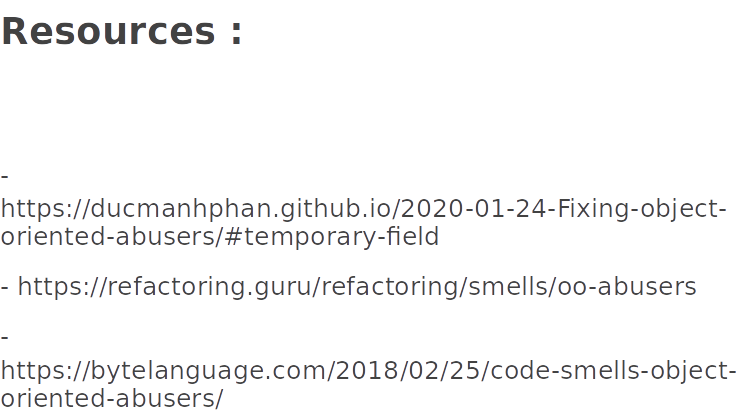 Resources :
-
https://ducmanhphan.github.io/2020-01-24-Fixing-object-
oriented-abusers/#temporary-field
- https://refactoring.guru/refactoring/smells/oo-abusers
-
https://bytelanguage.com/2018/02/25/code-smells-object-
oriented-abusers/